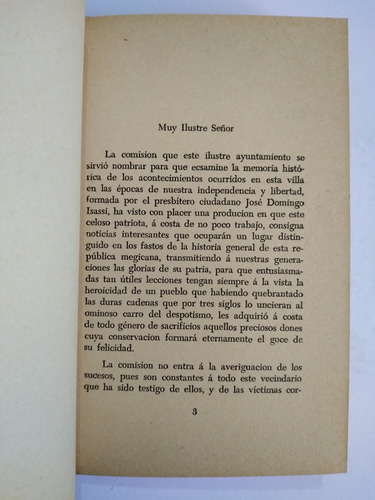 Muy Ilustre Señor
La comision que este ilustre ayuntamiento se
sirvió nombrar para que ecsamine la memoria histó-
rica de los acontecimientos ocurridos en esta villa
en las épocas de nuestra independencia y libertad,
formada por el presbítero ciudadano José Domingo
Isassi, ha visto con placer una producion en que este
celoso patriota, á costa de no poco trabajo, consigna
noticias interesantes que ocuparán un lugar distin-
guido en los fastos de la historia general de esta re-
pública megicana, transmitiendo á nuestras genera-
ciones las glorias de su patria, para que entusiasma-
das con tan útiles lecciones tengan siempre á la vista la
heroicidad de un pueblo que habiendo quebrantado
las duras cadenas que por tres siglos lo uncieran al
ominoso carro del despotismo, les adquirió á costa
de todo género de sacrificios aquellos preciosos dones
cuya conservacion formará eternamente el goce de
su felicidad.
La comision no entra á la averiguacion de los
sucesos, pues son constantes á todo este vecindario
que ha sido testigo de ellos, y de las víctimas cor-
3